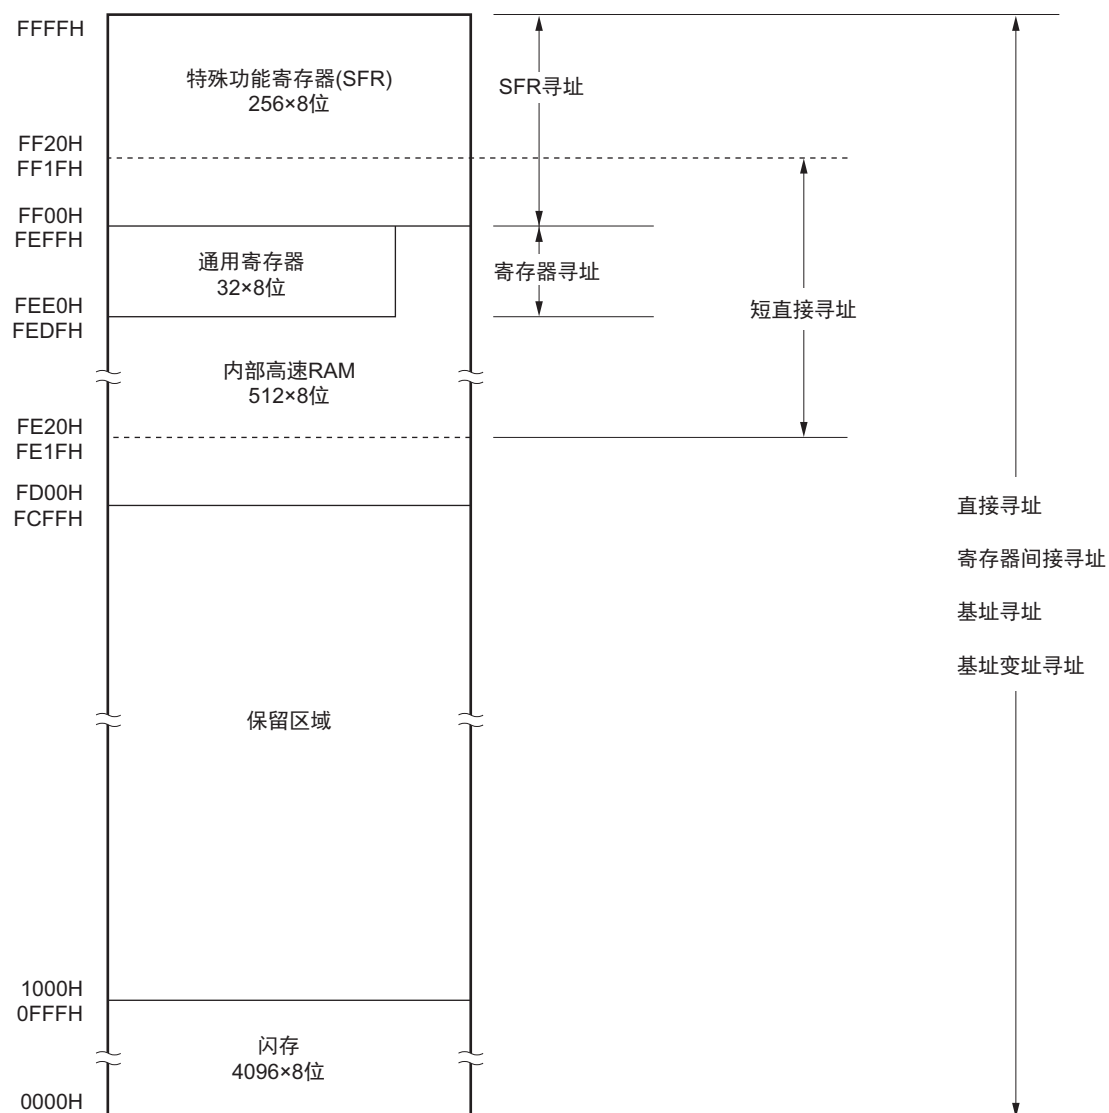 FFFFH
特殊功能寄存器(SFR)
256×8位
SFR寻址
FF20H
FF1FH
FF00H
FEFFH
通用寄存器
32×8位
寄存器寻址
FEE0H
FEDFH
短直接寻址
内部高速RAM
512×8位
FE20H
FE1FH
FD00H
FCFFH
直接寻址
寄存器间接寻址
基址寻址
基址变址寻址
保留区域
1000H
0FFFH
闪存
4096×8位
0000H